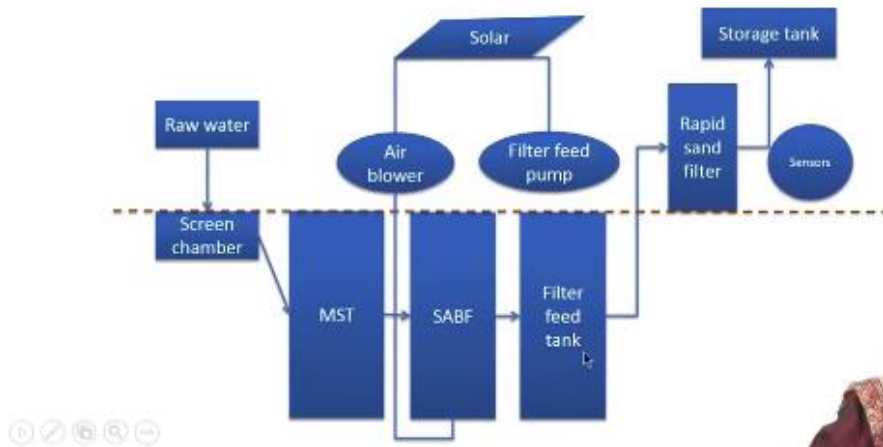 Solar
Storage tank
Raw water
Air
blower
Filter feed
pump
Rapid
sand
filter
Sensors
Screen
chamber
MST
SABF
Filter
feed
tank